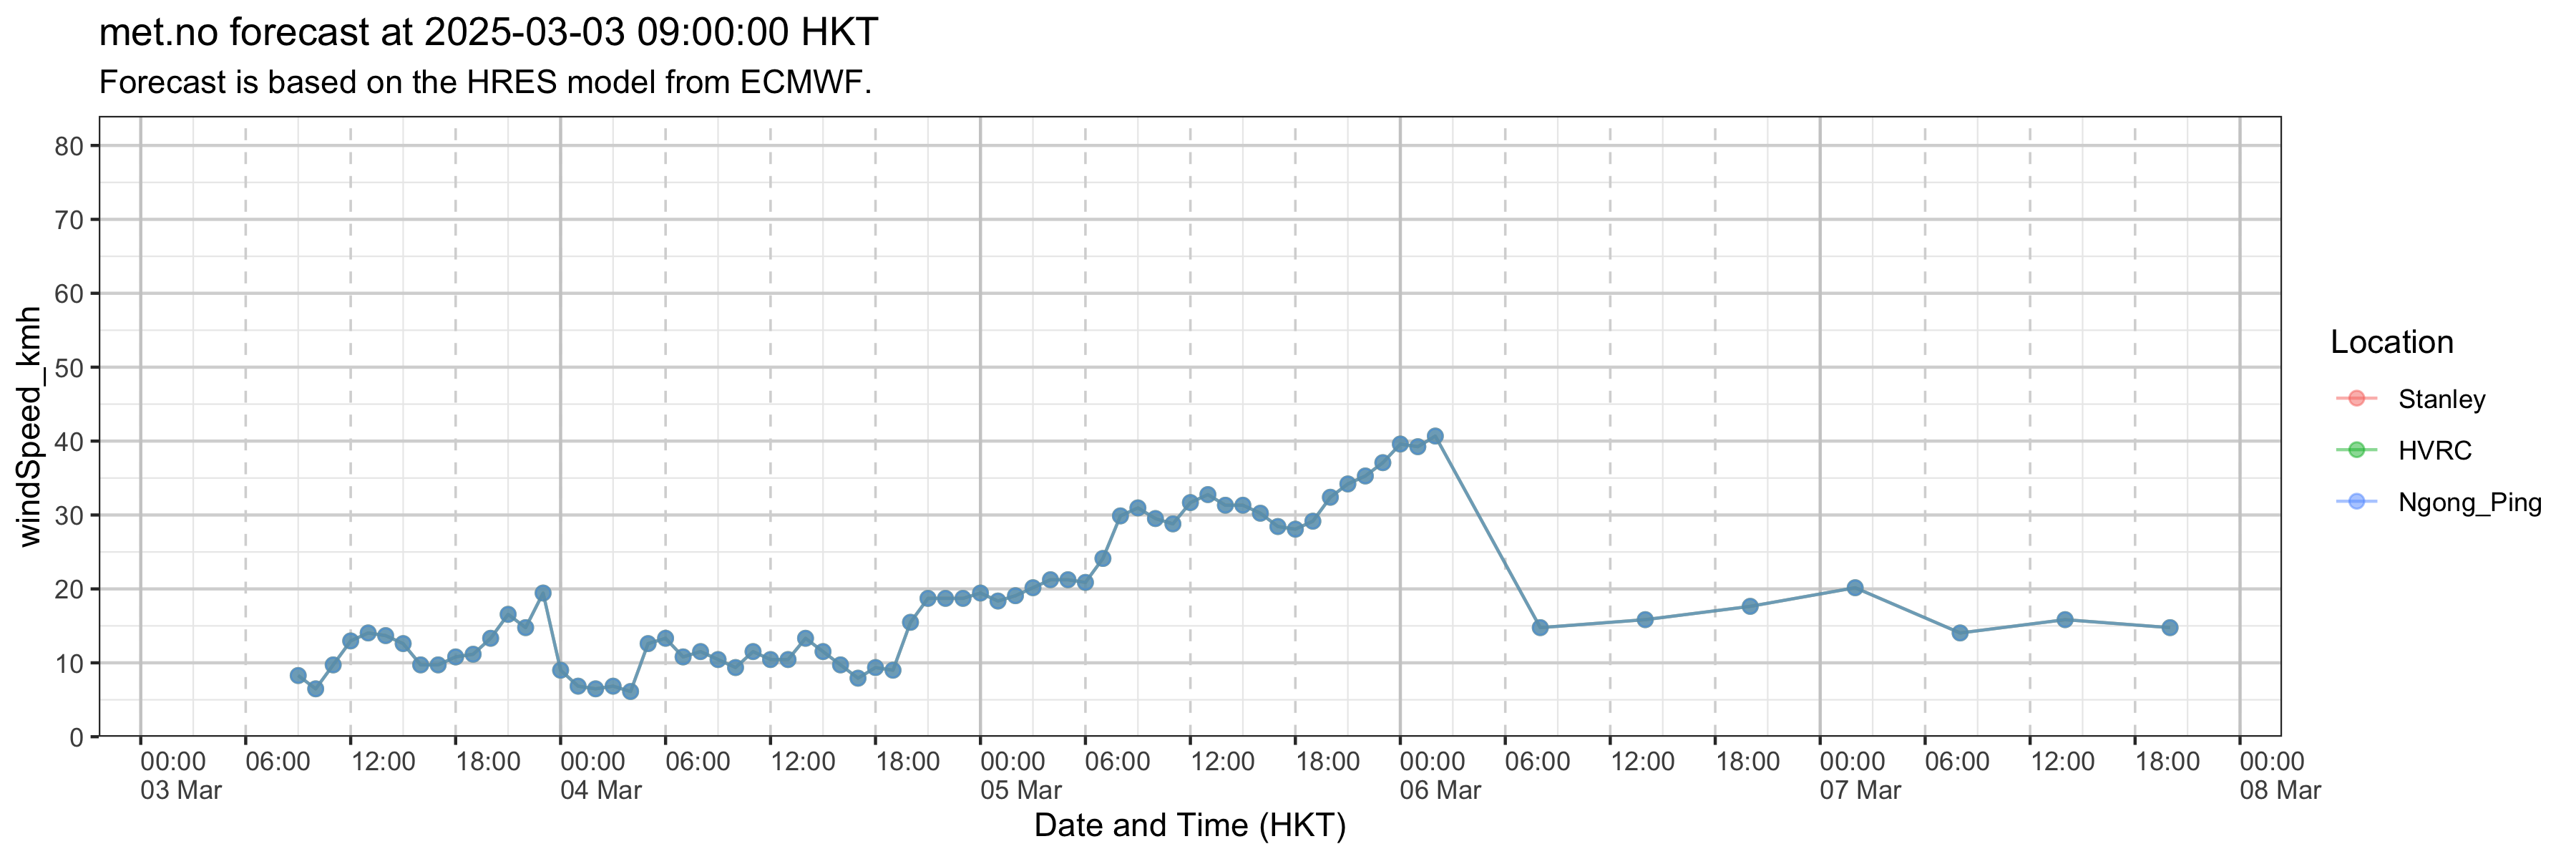 met.no forecast at 2025-03-03 09:00:00 HKT
Forecast is based on the HRES model from ECMWF.
windSpeed_kmh
80
70
60
50
40
30
20
10
0
00:00 06:00 12:00 18:00 00:00 06:00 12:00 18:00 00:00 06:00 12:00 18:00 00:00 06:00 12:00 18:00 00:00 06:00 12:00 18:00 00:00
03 Mar 04 Mar 05 Mar 06 Mar 07 Mar 08 Mar
Date and Time (HKT)
Location
Stanley
HVRC
Ngong_Ping